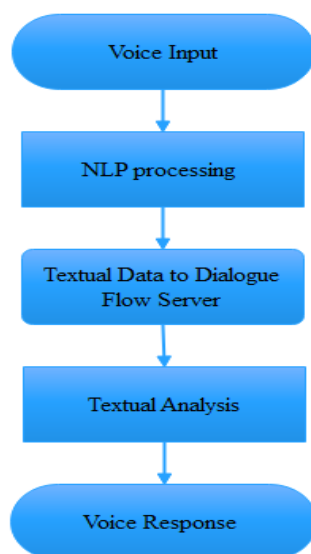 Voice Input
NLP processing
Textual Data to Dialogue
Flow Server
Textual Analysis
Voice Response